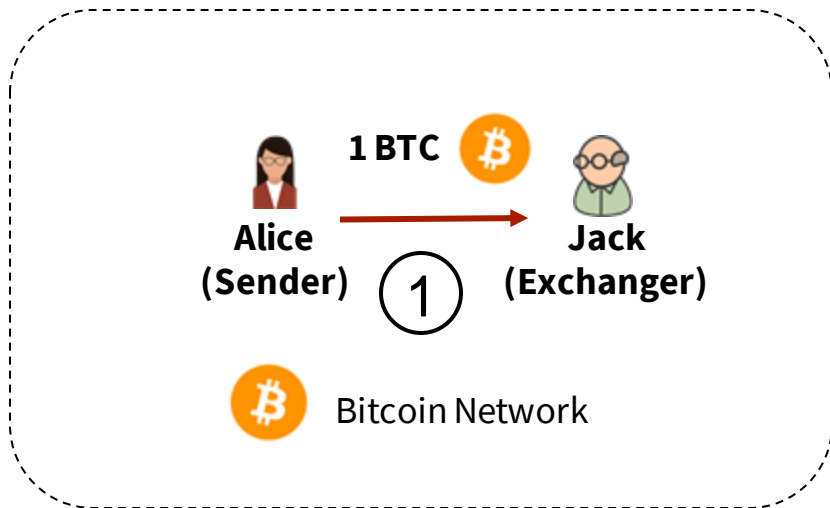 1 BTC
Alice
(Sender)
Jack
(Exchanger)
1
Bitcoin Network